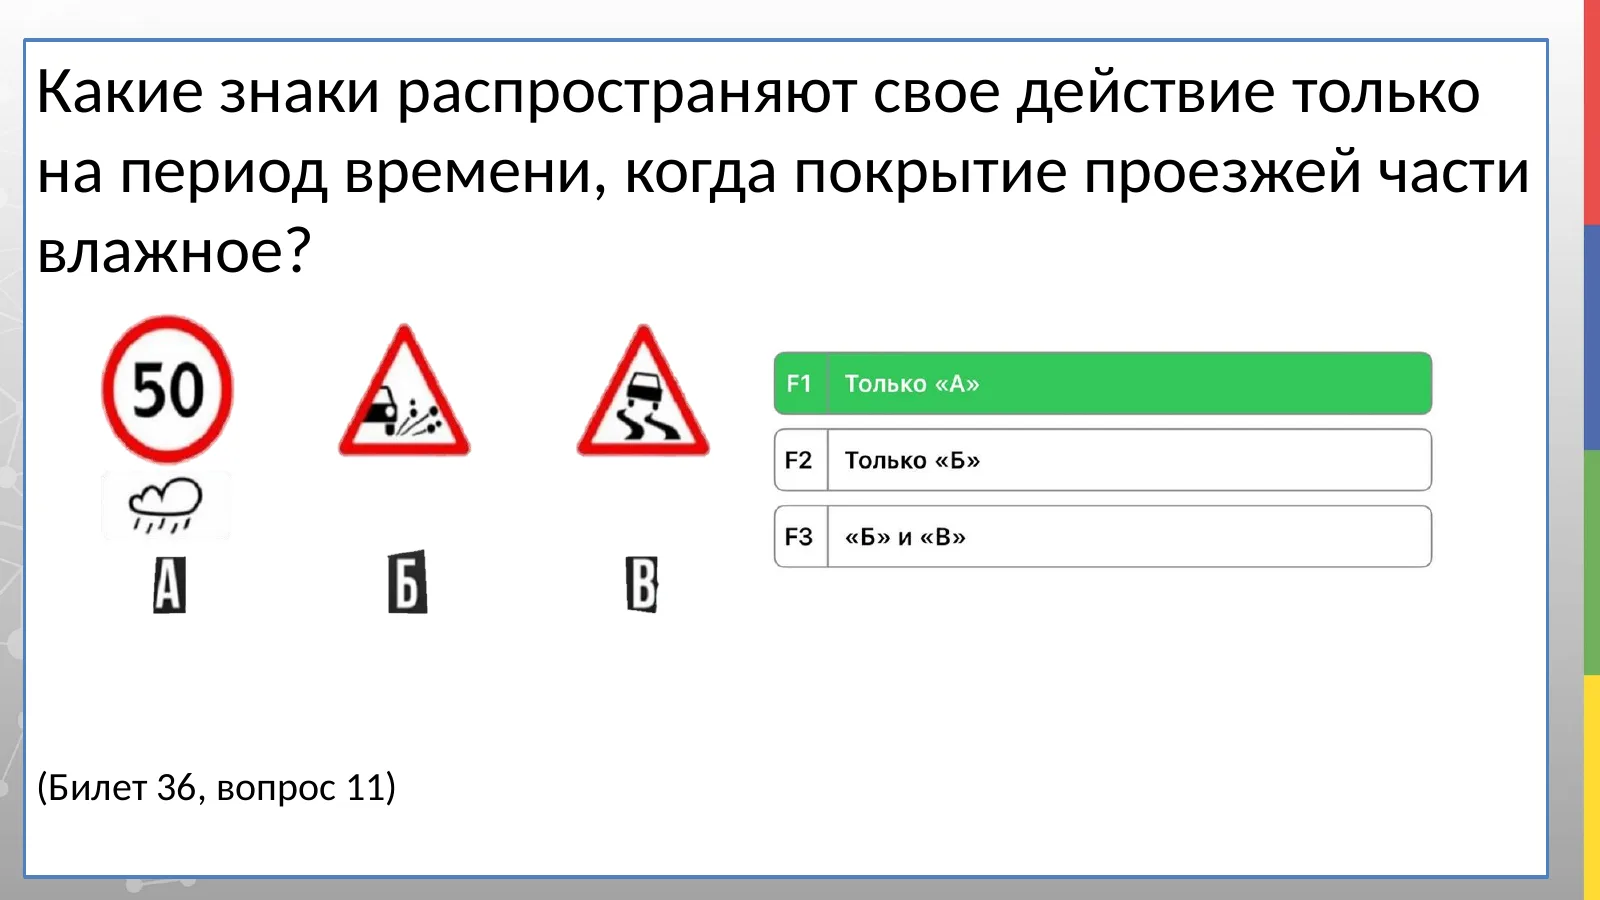 Какие знаки распространяют свое действие только
на период времени, когда покрытие проезжей части
влажное?
50
А Б В
F1 Только «А»
F2 Только «Б»
F3 «Б» и «В»
(Билет 36, вопрос 11)